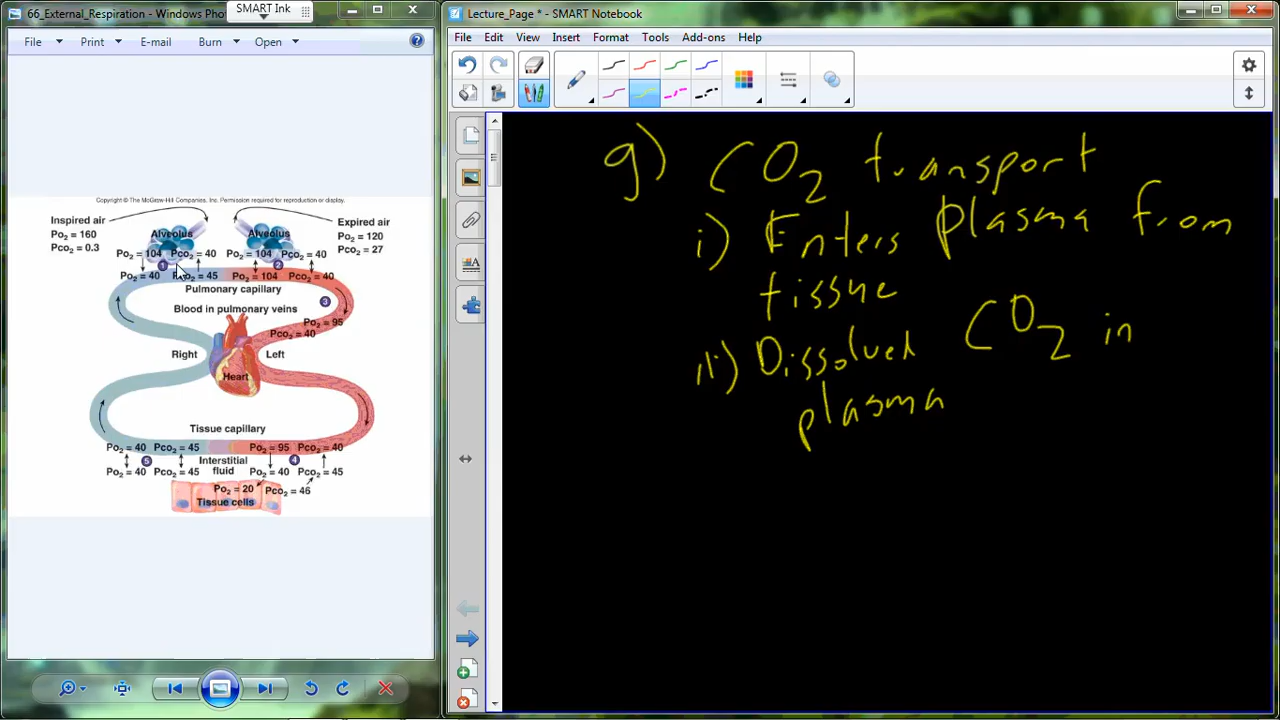 66_External_Respiration - Windows Pho
SMART Ink
File Print E-mail Burn Open
Copyright © The McGraw-Hill Companies, Inc. Permission required for reproduction or display.
Inspired air
Po2 = 160
Pco2 = 0.3
Expired air
Po2 = 120
Pco2 = 27
Alveolus Alveolus
Po2 = 104 Pco2 = 40 Po2 = 104 Pco2 = 40
1 2
Po2 = 40 Pco2 = 45 Po2 = 104 Pco2 = 40
Pulmonary capillary
3
Blood in pulmonary veins
Po2 = 95
Pco2 = 40
Right Left
Heart
Tissue capillary
Po2 = 40 Pco2 = 45 Po2 = 95 Pco2 = 40
5 Interstitial fluid 4
Po2 = 40 Pco2 = 45 Po2 = 40 Pco2 = 45
Po2 = 20 Pco2 = 46
Tissue cells
Lecture_Page * - SMART Notebook
File Edit View Insert Format Tools Add-ons Help
g) CO2 transport
i) Enters plasma from
tissue
ii) Dissolved CO2 in
plasma